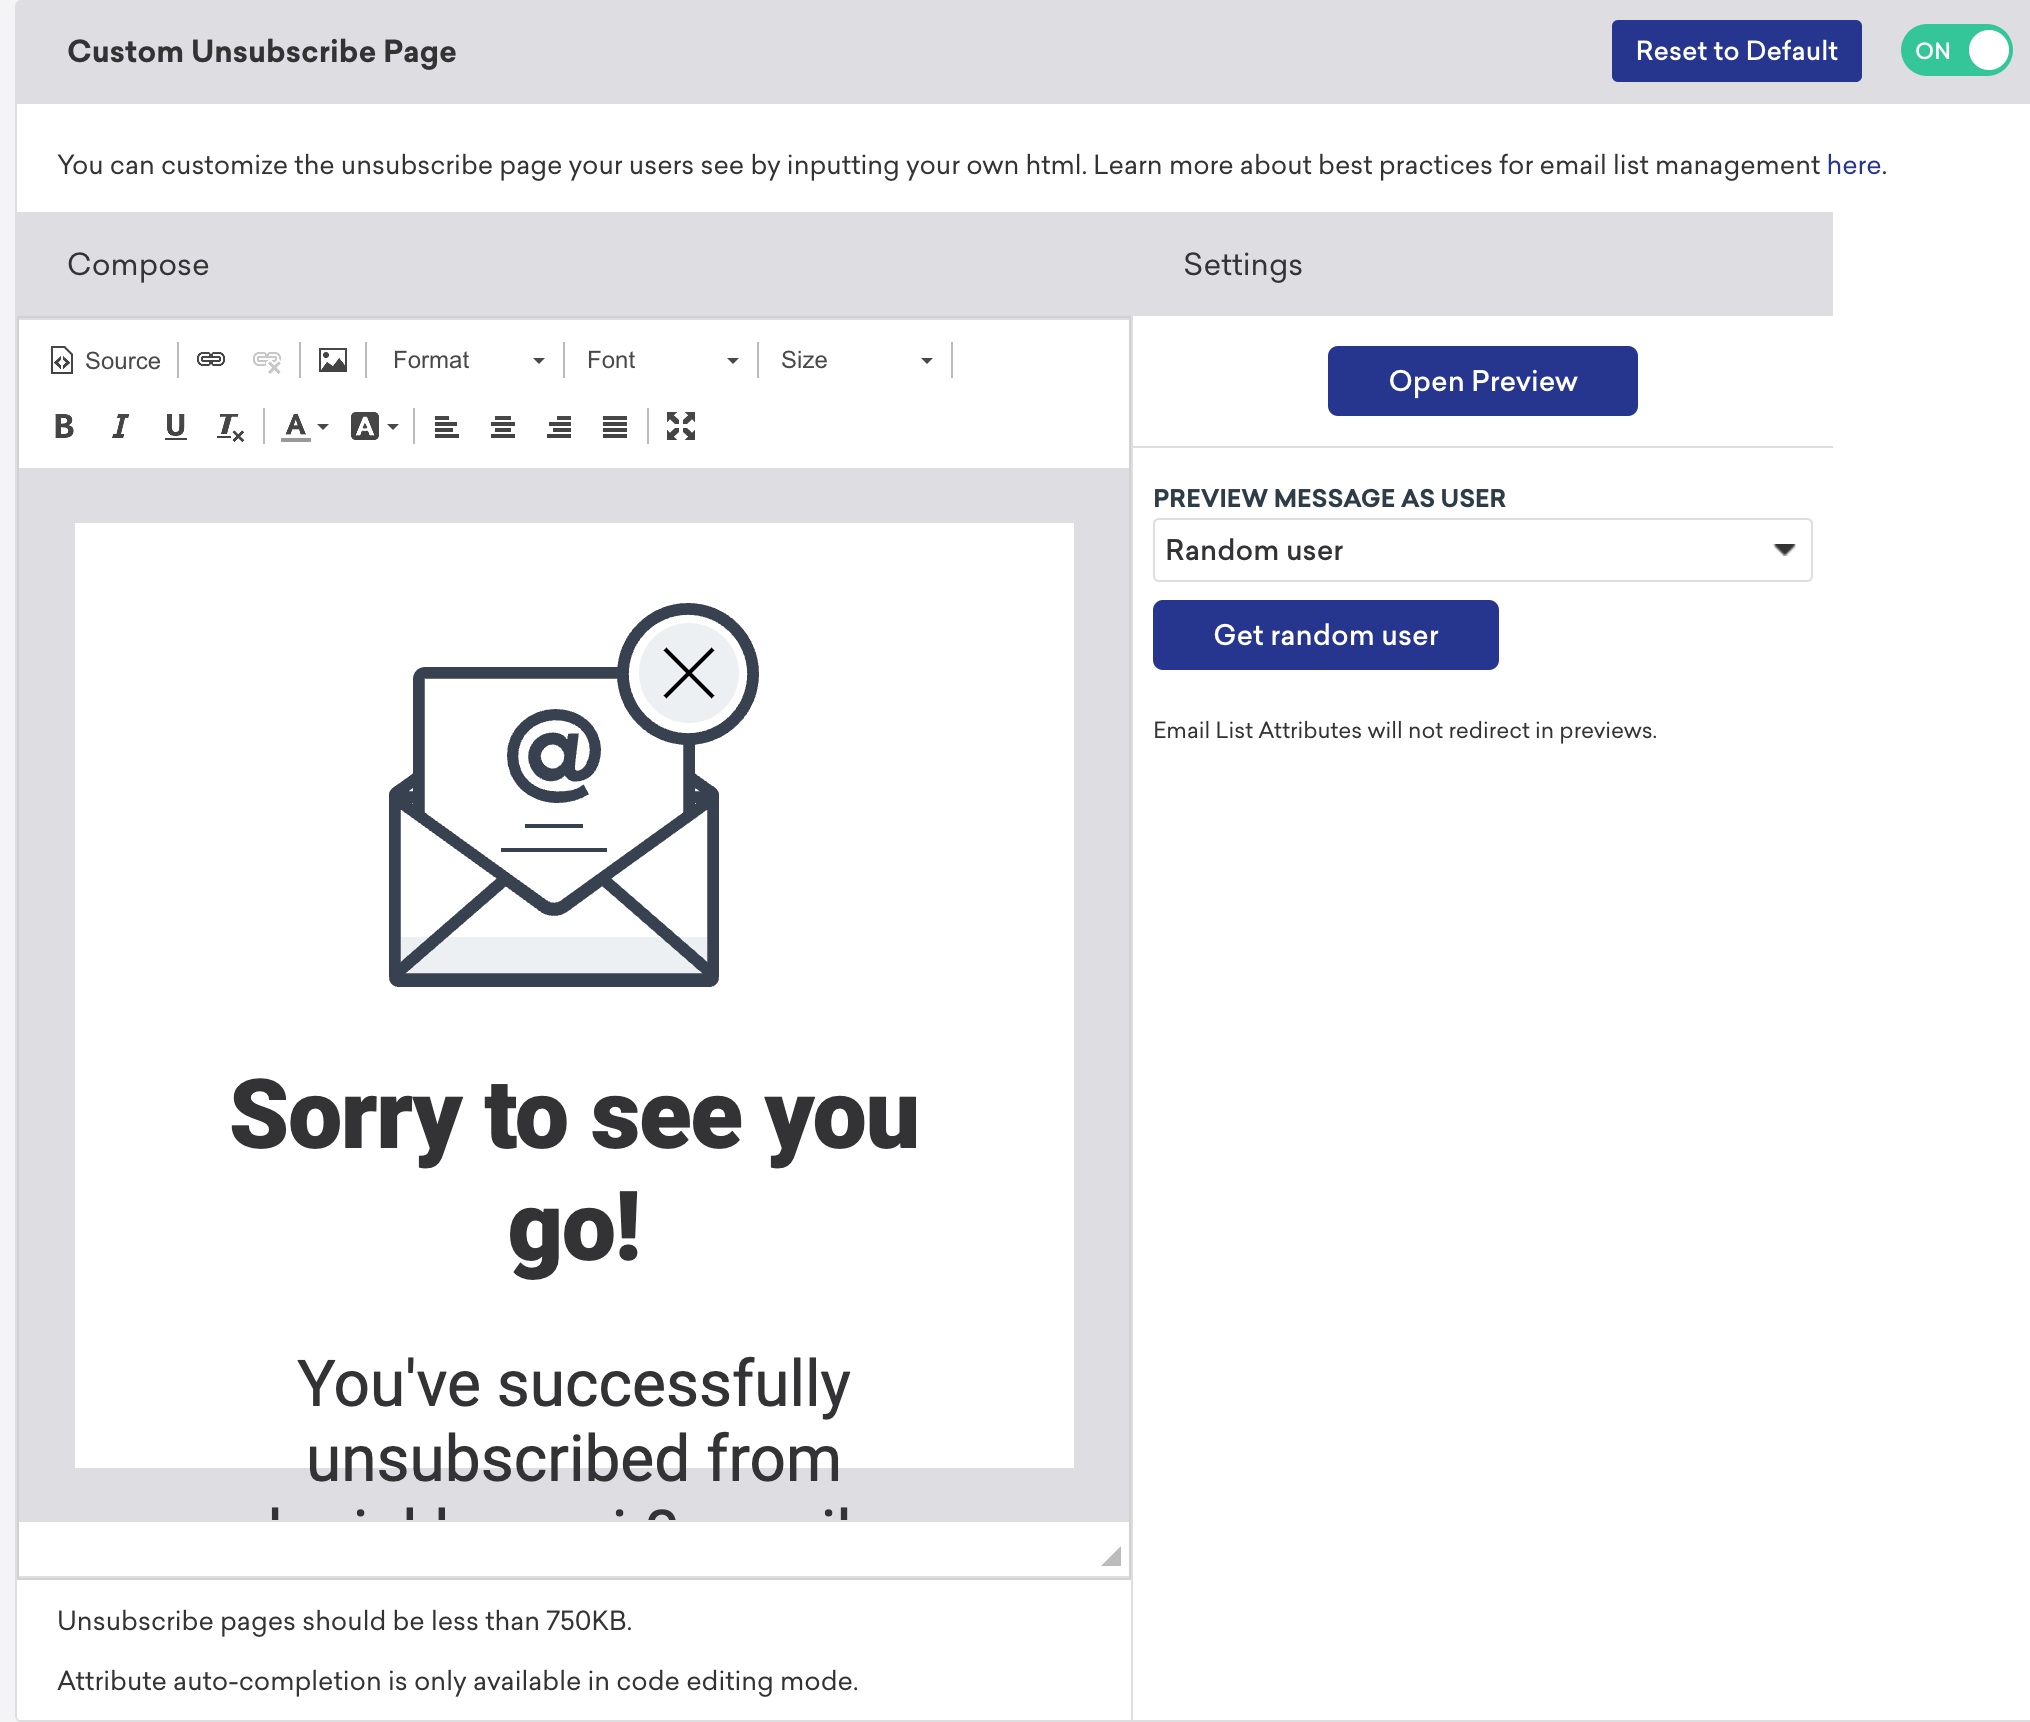 Custom Unsubscribe Page
Reset to Default
ON
You can customize the unsubscribe page your users see by inputting your own html. Learn more about best practices for email list management here.
Compose
Settings
Source
Format
Font
Size
Open Preview
B I U Tx A A
PREVIEW MESSAGE AS USER
Random user
Get random user
Email List Attributes will not redirect in previews.
@
Sorry to see you
go!
You've successfully
unsubscribed from
Unsubscribe pages should be less than 750KB.
Attribute auto-completion is only available in code editing mode.